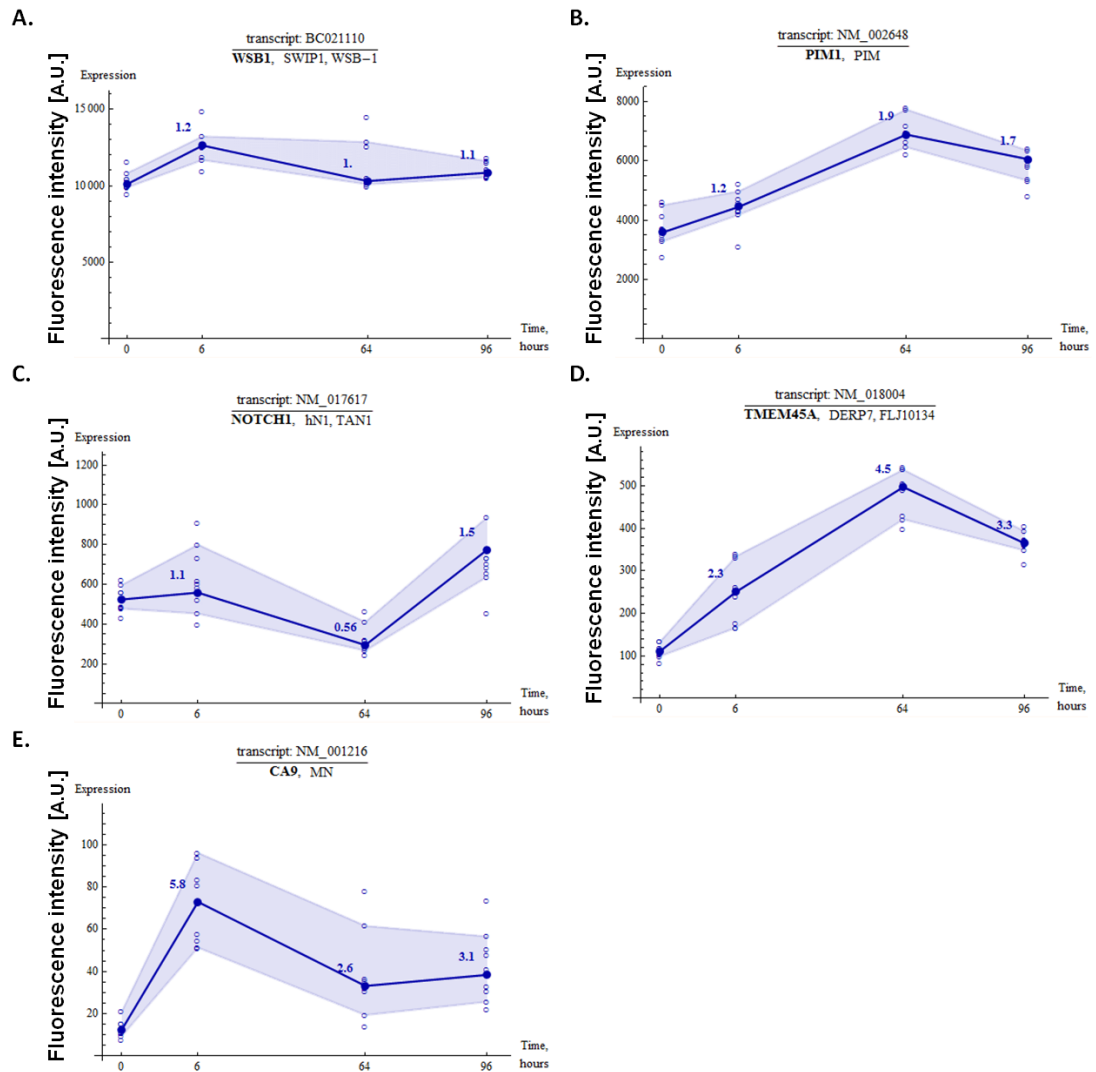 A.
transcript: BC021110
WSB1, SWIP1, WSB−1
Expression
Fluorescence intensity [A.U.]
15 000
10 000
5000
1.2
1.
1.1
0 6 64 96
Time,
hours
B.
transcript: NM_002648
PIM1, PIM
Expression
Fluorescence intensity [A.U.]
8000
6000
4000
2000
1.2
1.9
1.7
0 6 64 96
Time,
hours
C.
transcript: NM_017617
NOTCH1, hN1, TAN1
Expression
Fluorescence intensity [A.U.]
1200
1000
800
600
400
200
1.1
0.56
1.5
0 6 64 96
Time,
hours
D.
transcript: NM_018004
TMEM45A, DERP7, FLJ10134
Expression
Fluorescence intensity [A.U.]
500
400
300
200
100
2.3
4.5
3.3
0 6 64 96
Time,
hours
E.
transcript: NM_001216
CA9, MN
Expression
Fluorescence intensity [A.U.]
100
80
60
40
20
5.8
2.6
3.1
0 6 64 96
Time,
hours